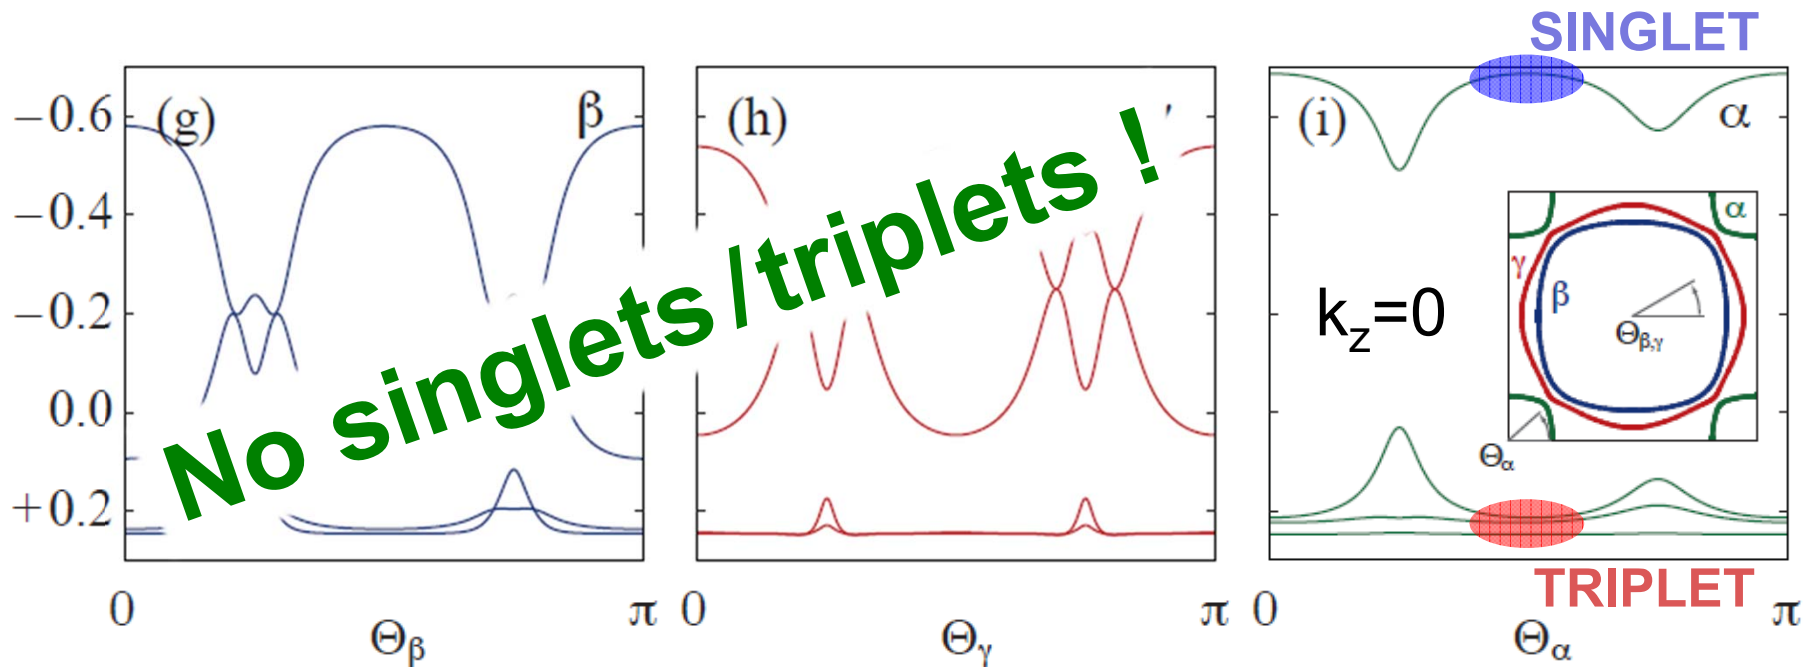 SINGLET
−0.6
−0.4
−0.2
0.0
+0.2
(g)
β
(h)
(i)
α
No singlets/triplets !
k_z=0
α
γ
β
Θβ,γ
Θα
TRIPLET
0
π
Θβ
0
π
Θγ
0
π
Θα